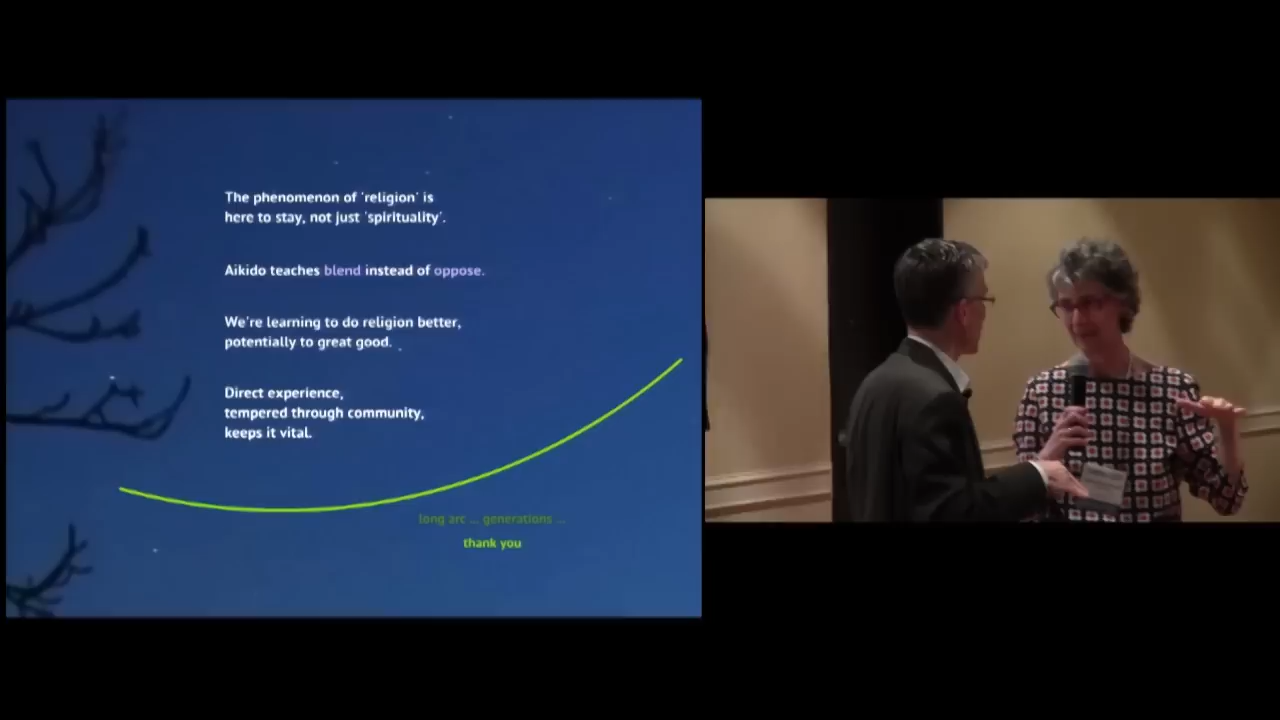 The phenomenon of 'religion' is
here to stay, not just 'spirituality'.
Aikido teaches blend instead of oppose.
We're learning to do religion better,
potentially to great good.
Direct experience,
tempered through community,
keeps it vital.
long arc ... generations ...
thank you